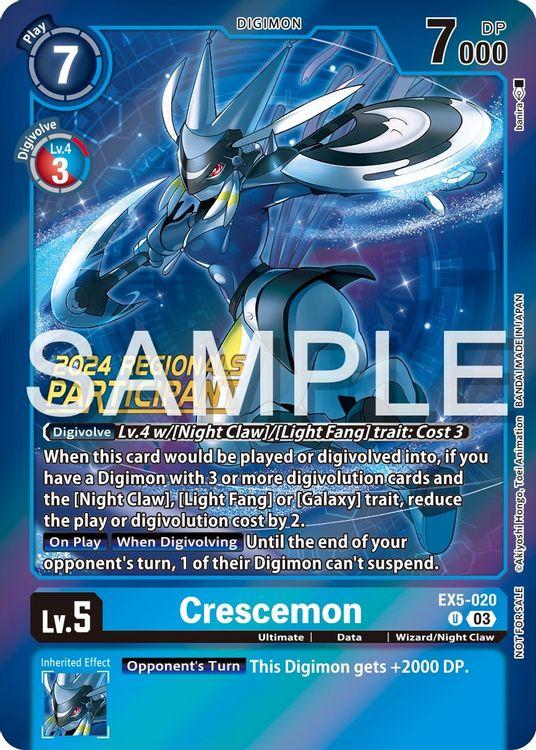 Play
7
DIGIMON
7000
DP
banira
Digivolve
Lv.4
3
SAMPLE
2024 REGIONALS
PARTICIPANT
Digivolve Lv.4 w/[Night Claw]/[Light Fang] trait: Cost 3
When this card would be played or digivolved into, if you
have a Digimon with 3 or more digivolution cards and
the [Night Claw], [Light Fang] or [Galaxy] trait, reduce
the play or digivolution cost by 2.
On Play When Digivolving Until the end of your
opponent's turn, 1 of their Digimon can't suspend.
©Akiyoshi Hongo, Toei Animation BANDAI MADE IN JAPAN
NOT FOR SALE
Lv.5
Crescemon
EX5-020
U 03
Ultimate | Data | Wizard/Night Claw
Inherited Effect
Opponent's Turn This Digimon gets +2000 DP.